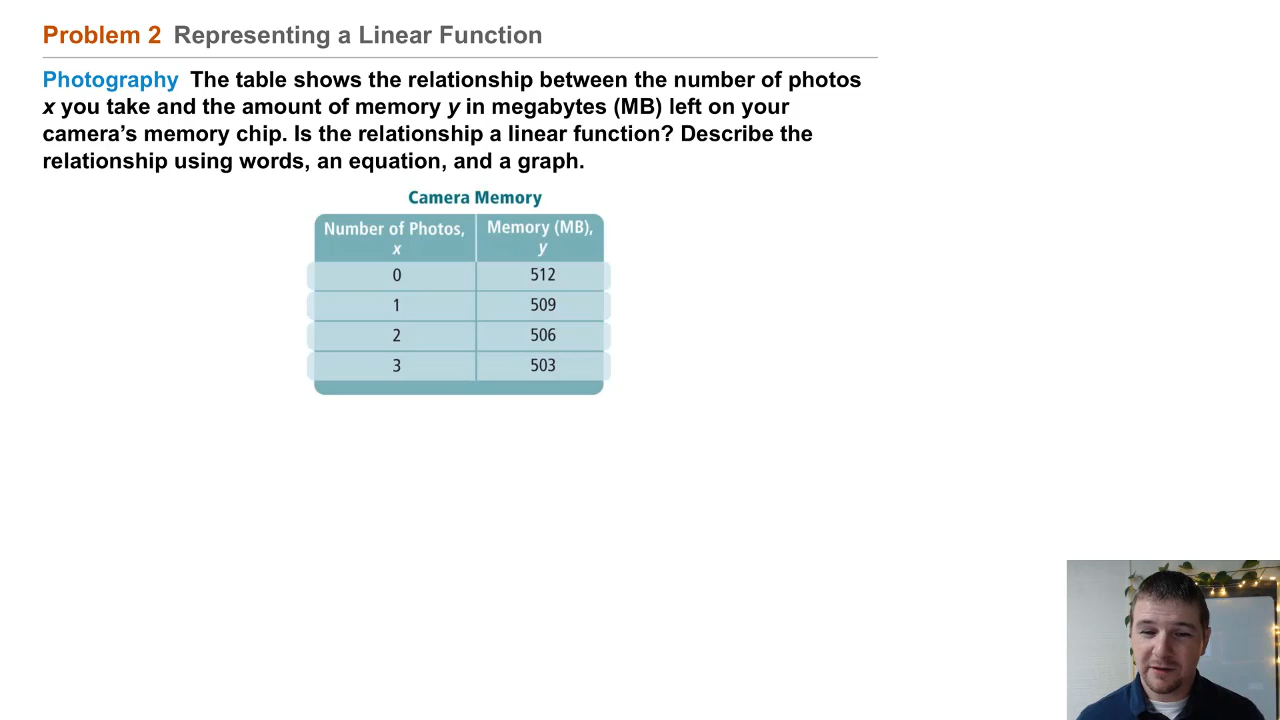 Problem 2 Representing a Linear Function
Photography The table shows the relationship between the number of photos
x you take and the amount of memory y in megabytes (MB) left on your
camera’s memory chip. Is the relationship a linear function? Describe the
relationship using words, an equation, and a graph.
Camera Memory
Number of Photos, x Memory (MB), y
0 512
1 509
2 506
3 503